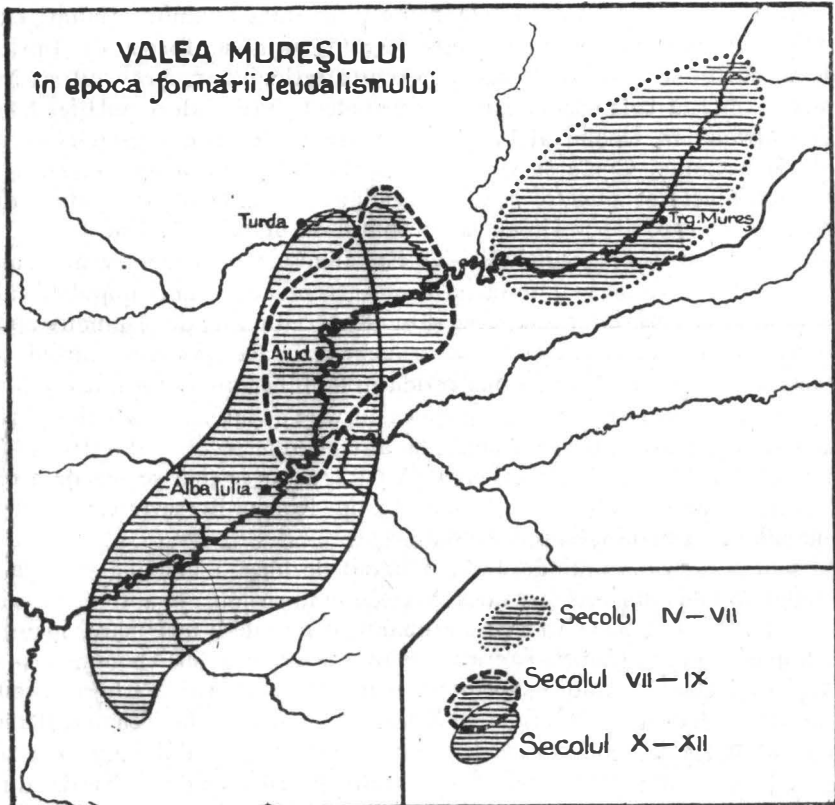 VALEA MUREŞULUI
în epoca formării feudalismului
Turda
Trg. Mureş
Aiud
Alba Iulia
Secolul IV–VII
Secolul VII–IX
Secolul X–XII